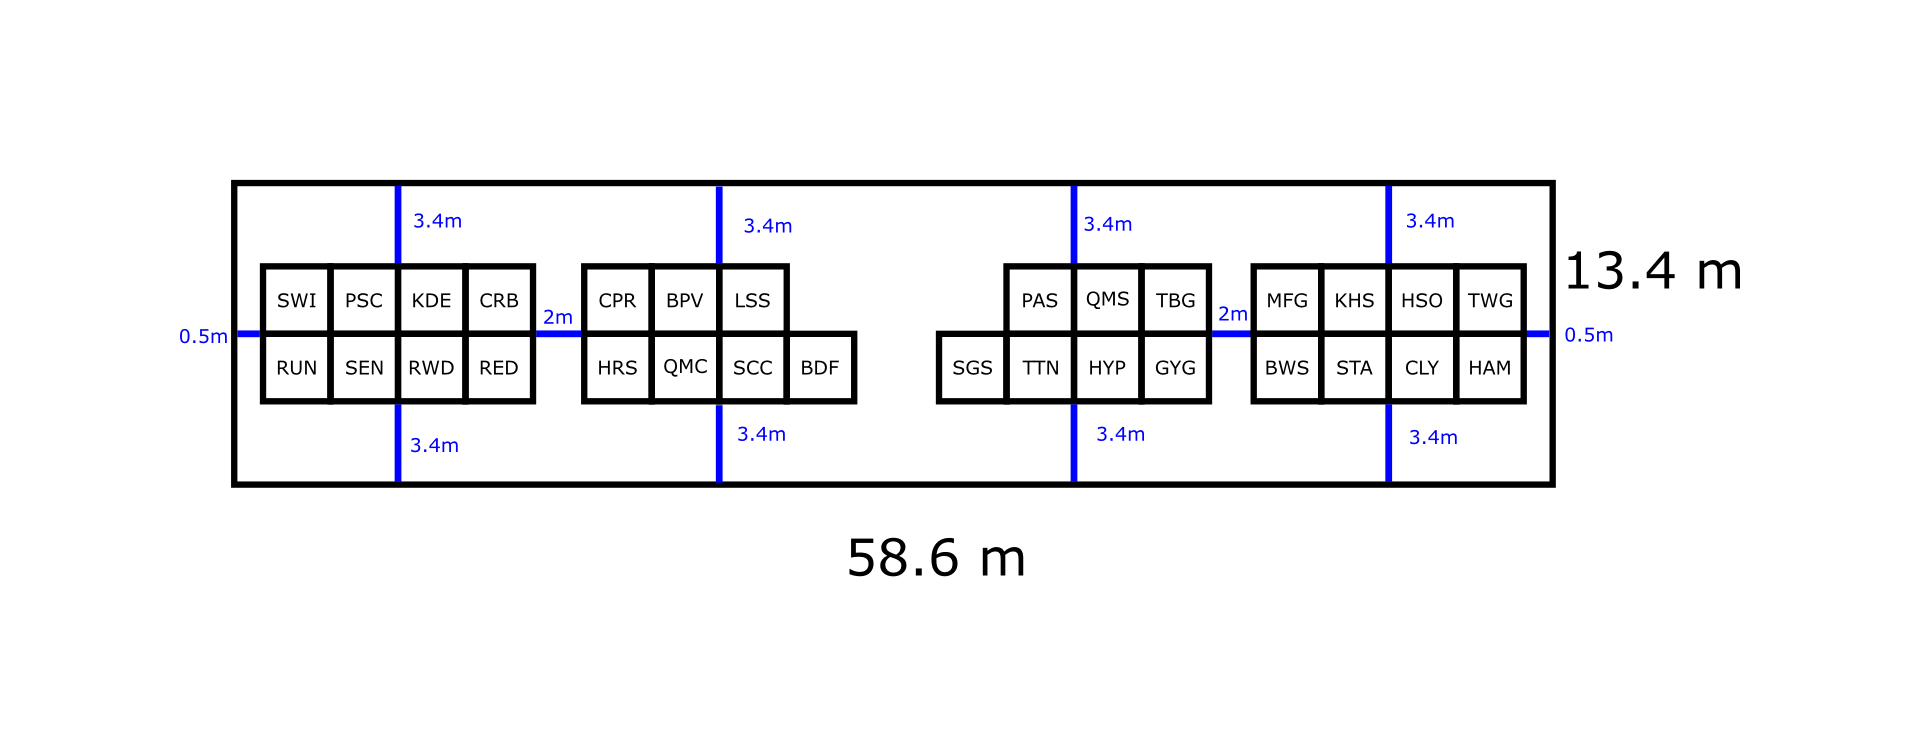 3.4m 3.4m 3.4m 3.4m
13.4 m
SWI PSC KDE CRB CPR BPV LSS PAS QMS TBG MFG KHS HSO TWG
0.5m 2m 2m 0.5m
RUN SEN RWD RED HRS QMC SCC BDF SGS TTN HYP GYG BWS STA CLY HAM
3.4m 3.4m 3.4m 3.4m
58.6 m